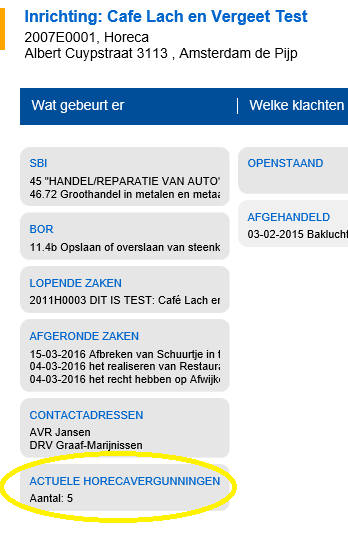 Inrichting: Cafe Lach en Vergeet Test
2007E0001, Horeca
Albert Cuypstraat 3113 , Amsterdam de Pijp
Wat gebeurt er
Welke klachten
SBI
45 "HANDEL/REPARATIE VAN AUTO'
46.72 Groothandel in metalen en metaa
BOR
11.4b Opslaan of overslaan van steenk
LOPENDE ZAKEN
2011H0003 DIT IS TEST: Café Lach er
AFGERONDE ZAKEN
15-03-2016 Afbreken van Schuurtje in t
04-03-2016 het realiseren van Restaura
04-03-2016 het recht hebben op Afwijk
CONTACTADRESSEN
AVR Jansen
DRV Graaf-Marijnissen
ACTUELE HORECAVERGUNNINGEN
Aantal: 5
OPENSTAAND
AFGEHANDELD
03-02-2015 Baklucht